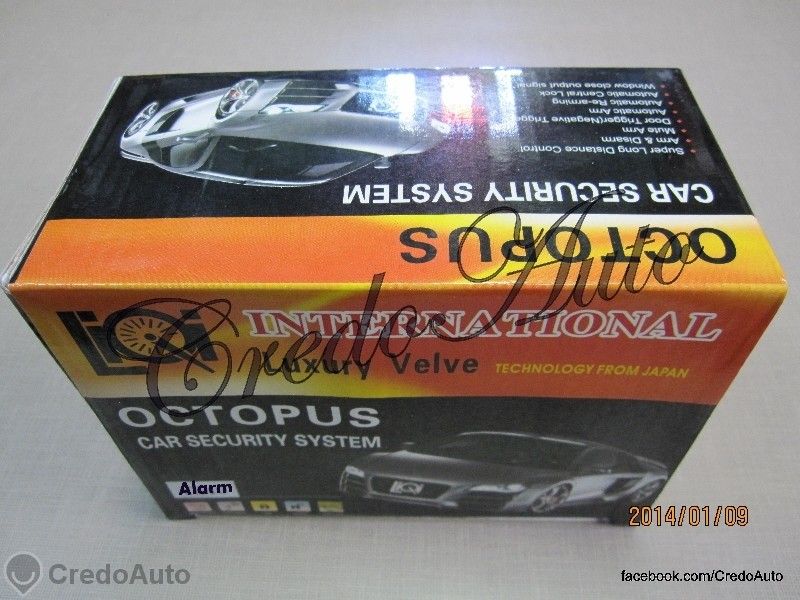 Super Long Distance Control
Arm & Disarm
Mute Arm
Door Trigger(Negative Trigge
Automatic Arm
Automatic Re-arming
Automatic Central Lock
Window close output signal
CAR SECURITY SYSTEM
OCTOPUS
Credo Auto
INTERNATIONAL
Luxury Velve TECHNOLOGY FROM JAPAN
OCTOPUS
CAR SECURITY SYSTEM
Alarm
2014/01/09
CredoAuto
facebook.com/CredoAuto